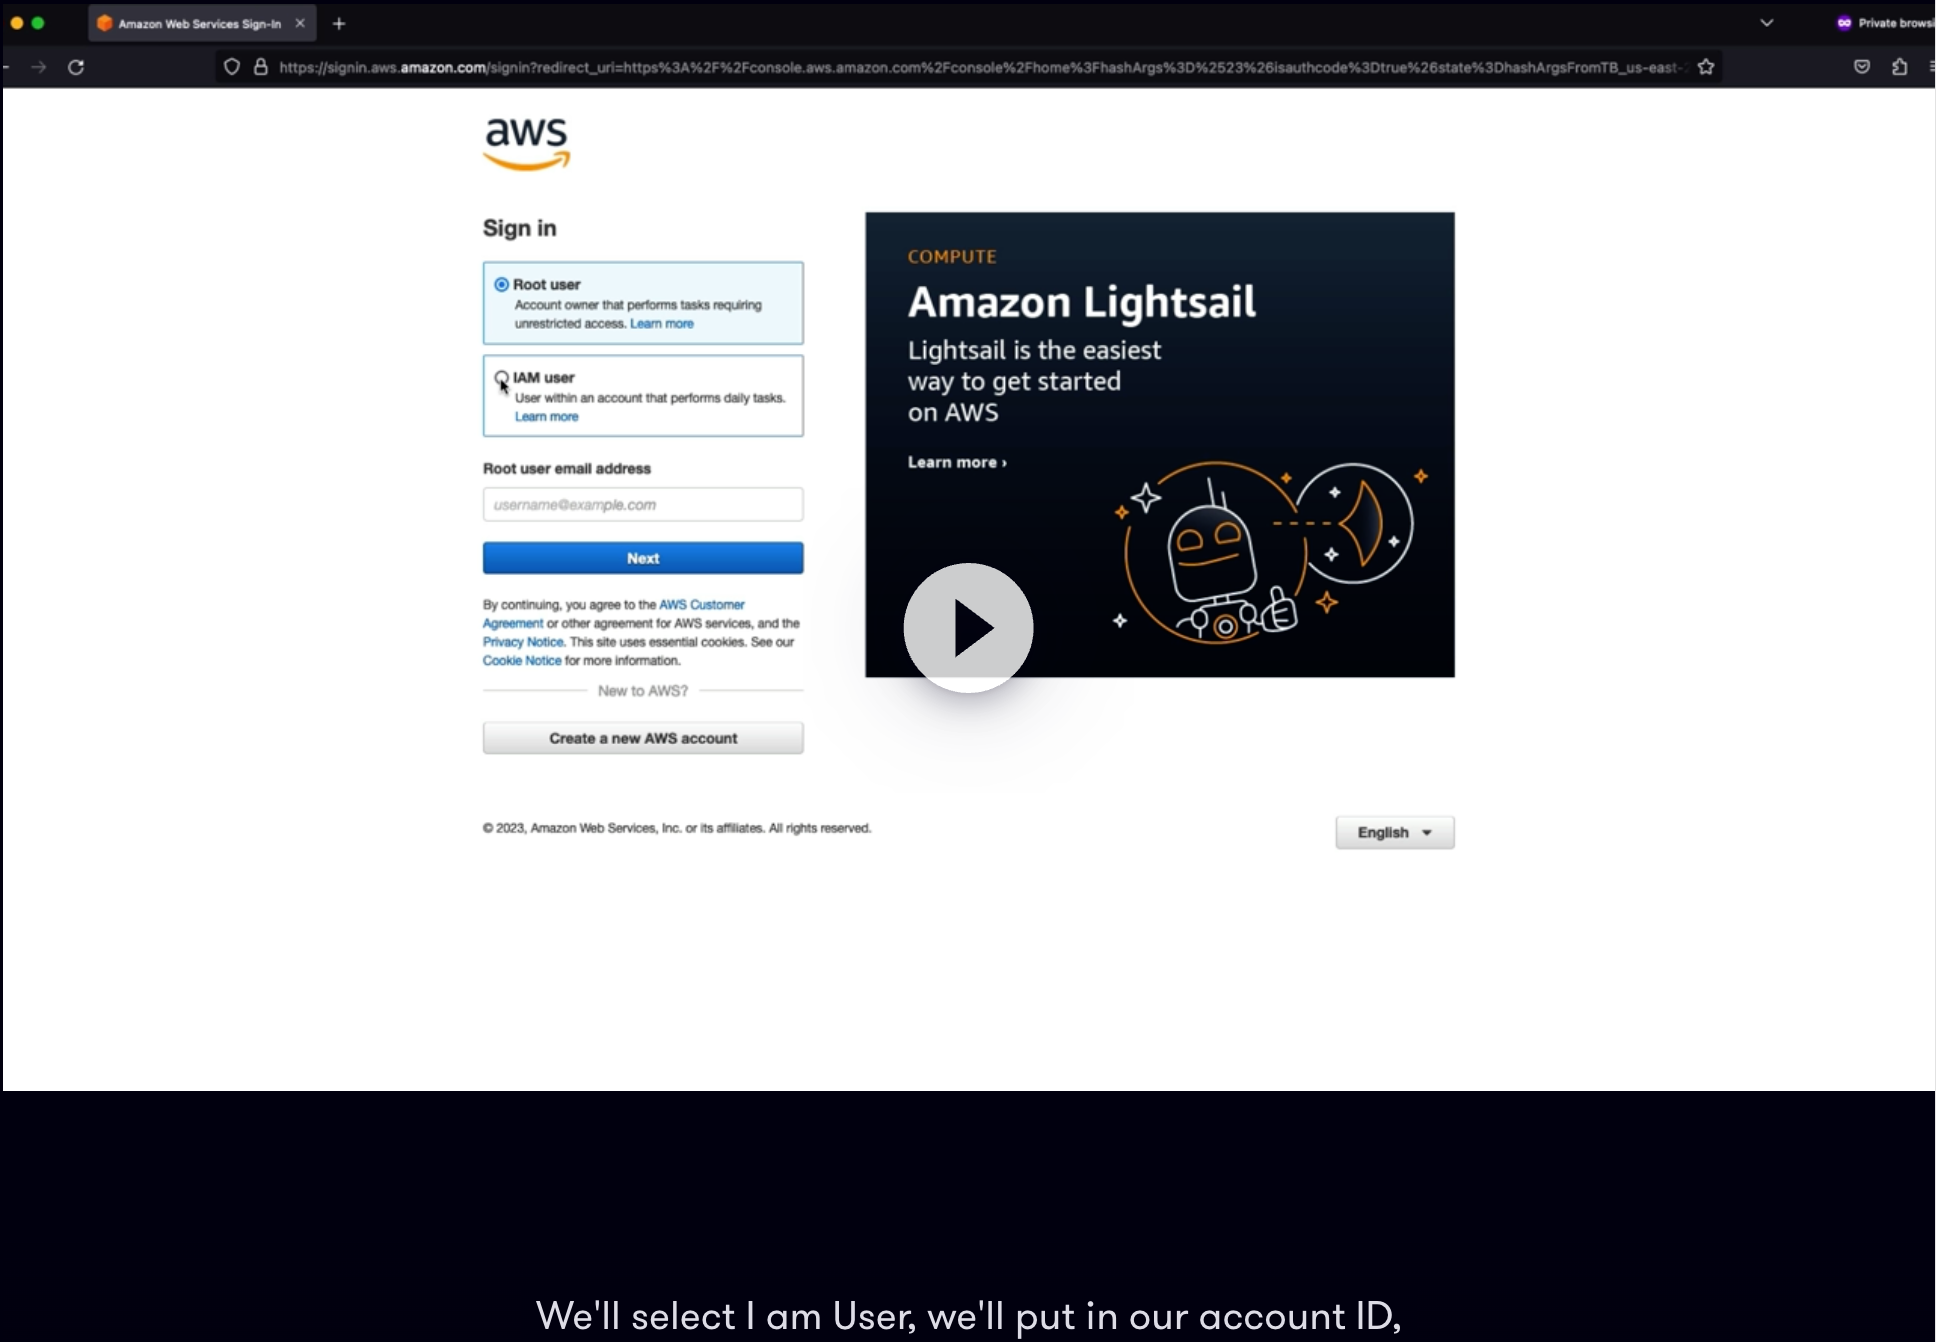 Amazon Web Services Sign-In
https://signin.aws.amazon.com/signin?redirect_uri=https%3A%2F%2Fconsole.aws.amazon.com%2Fconsole%2Fhome%3FhashArgs%3D%2523%26isauthcode%3Dtrue%26state%3DhashArgsFromTB_us-east-
aws
Sign in
Root user
Account owner that performs tasks requiring
unrestricted access. Learn more
IAM user
User within an account that performs daily tasks.
Learn more
Root user email address
username@example.com
Next
By continuing, you agree to the AWS Customer
Agreement or other agreement for AWS services, and the
Privacy Notice. This site uses essential cookies. See our
Cookie Notice for more information.
New to AWS?
Create a new AWS account
COMPUTE
Amazon Lightsail
Lightsail is the easiest
way to get started
on AWS
Learn more ›
© 2023, Amazon Web Services, Inc. or its affiliates. All rights reserved.
English
We'll select I am User, we'll put in our account ID,